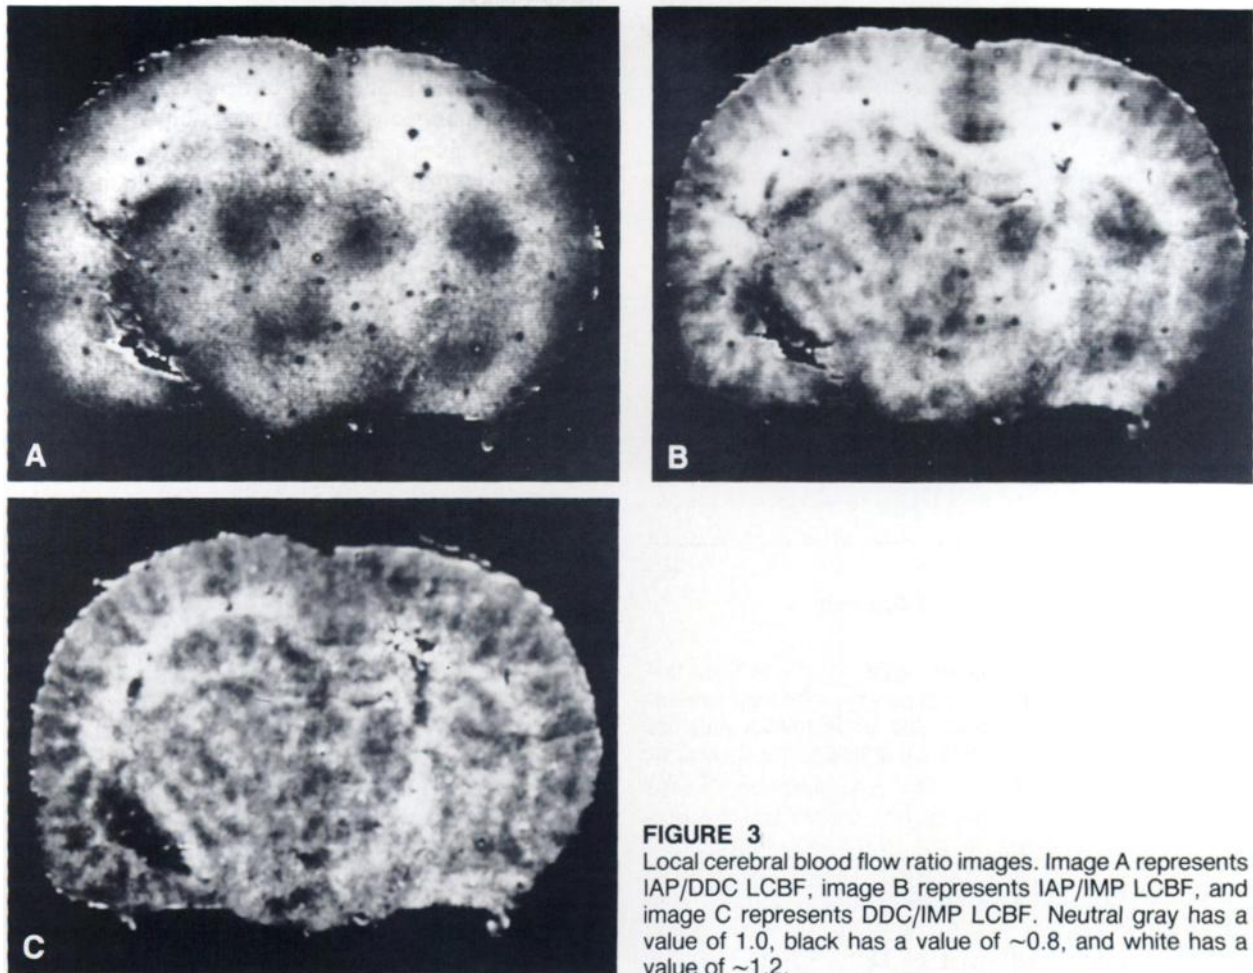 A
B
C
FIGURE 3
Local cerebral blood flow ratio images. Image A represents
IAP/DDC LCBF, image B represents IAP/IMP LCBF, and
image C represents DDC/IMP LCBF. Neutral gray has a
value of 1.0, black has a value of ~0.8, and white has a
value of ~1.2.